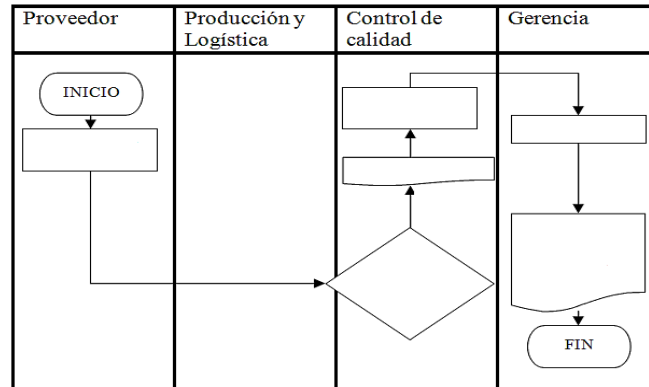 Proveedor
Producción y
Logística
Control de
calidad
Gerencia
INICIO
FIN